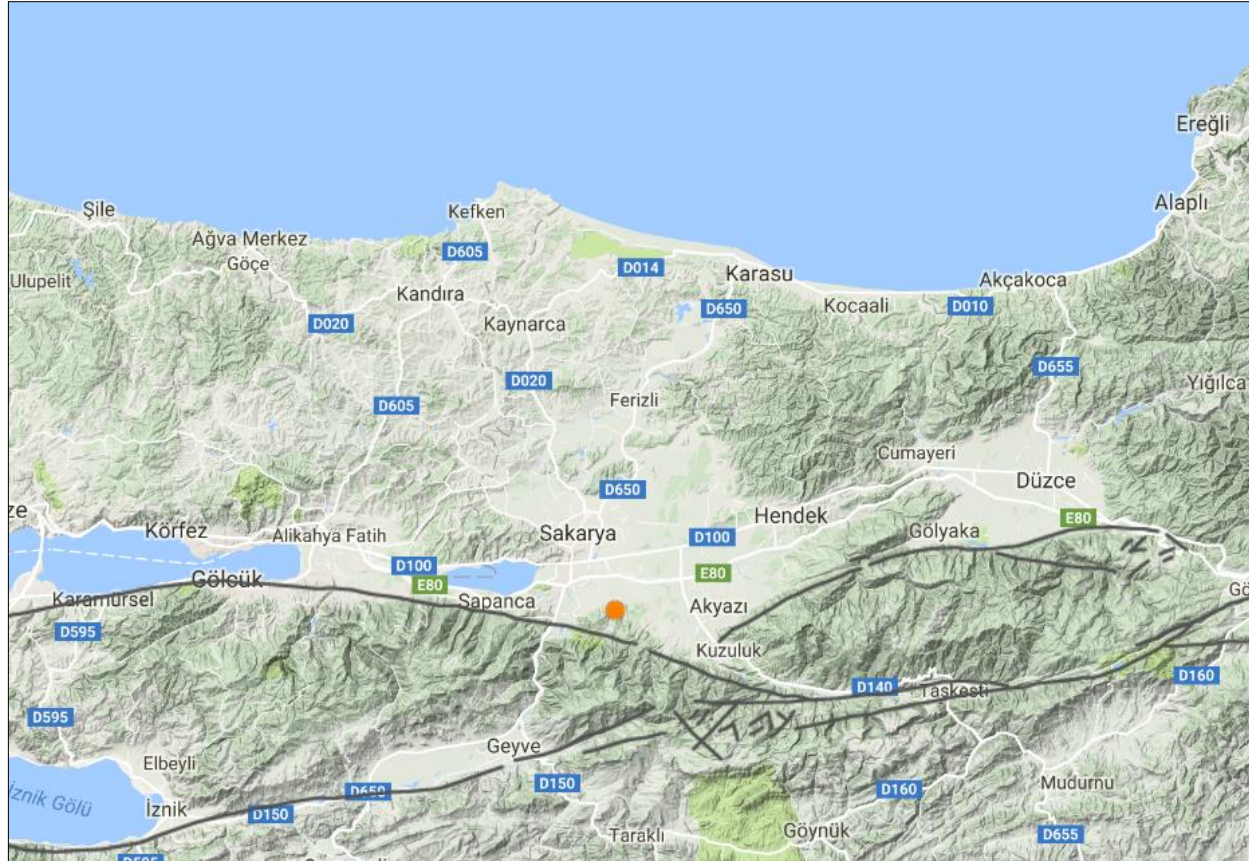 Ereğli
Alaplı
Şile
Kefken
Ağva Merkez
Göçe
D605
Ulupelit
D014
Karasu
Akçakoca
Kandıra
Kocaali
D010
D650
D020
Kaynarca
D655
D020
Yığılca
Ferizli
D605
Cumayeri
Düzce
D650
Hendek
E80
Körfez
Alikahya Fatih
Sakarya
D100
Gölyaka
D100
E80
Gölcük
E80
Karamürsel
Sapanca
Akyazı
D595
Kuzuluk
D140
Taşkesti
D160
D595
Geyve
Elbeyli
D150
D650
D160
Mudurnu
İznik Gölü
İznik
D150
Taraklı
Göynük
D655